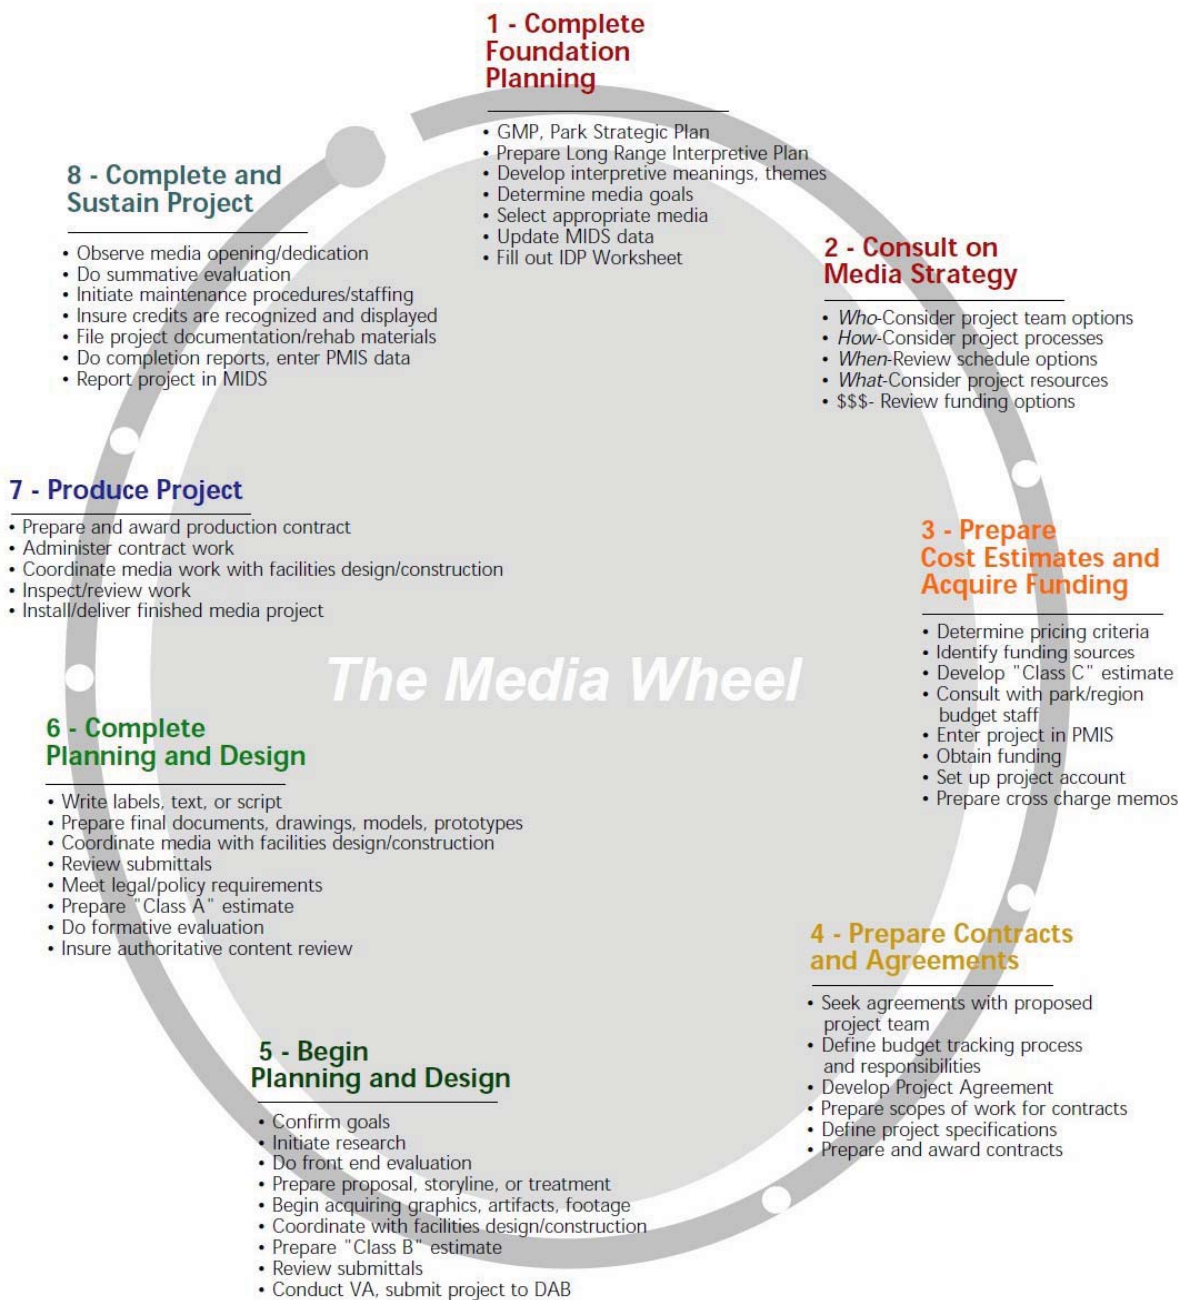 1 - Complete
Foundation
Planning
• GMP, Park Strategic Plan
• Prepare Long Range Interpretive Plan
• Develop interpretive meanings, themes
• Determine media goals
• Select appropriate media
• Update MIDS data
• Fill out IDP Worksheet
2 - Consult on
Media Strategy
• Who-Consider project team options
• How-Consider project processes
• When-Review schedule options
• What-Consider project resources
• $$$- Review funding options
3 - Prepare
Cost Estimates and
Acquire Funding
• Determine pricing criteria
• Identify funding sources
• Develop "Class C" estimate
• Consult with park/region
budget staff
• Enter project in PMIS
• Obtain funding
• Set up project account
• Prepare cross charge memos
4 - Prepare Contracts
and Agreements
• Seek agreements with proposed
project team
• Define budget tracking process
and responsibilities
• Develop Project Agreement
• Prepare scopes of work for contracts
• Define project specifications
• Prepare and award contracts
5 - Begin
Planning and Design
• Confirm goals
• Initiate research
• Do front end evaluation
• Prepare proposal, storyline, or treatment
• Begin acquiring graphics, artifacts, footage
• Coordinate with facilities design/construction
• Prepare "Class B" estimate
• Review submittals
• Conduct VA, submit project to DAB
6 - Complete
Planning and Design
• Write labels, text, or script
• Prepare final documents, drawings, models, prototypes
• Coordinate media with facilities design/construction
• Review submittals
• Meet legal/policy requirements
• Prepare "Class A" estimate
• Do formative evaluation
• Insure authoritative content review
7 - Produce Project
• Prepare and award production contract
• Administer contract work
• Coordinate media work with facilities design/construction
• Inspect/review work
• Install/deliver finished media project
8 - Complete and
Sustain Project
• Observe media opening/dedication
• Do summative evaluation
• Initiate maintenance procedures/staffing
• Insure credits are recognized and displayed
• File project documentation/rehab materials
• Do completion reports, enter PMIS data
• Report project in MIDS
The Media Wheel